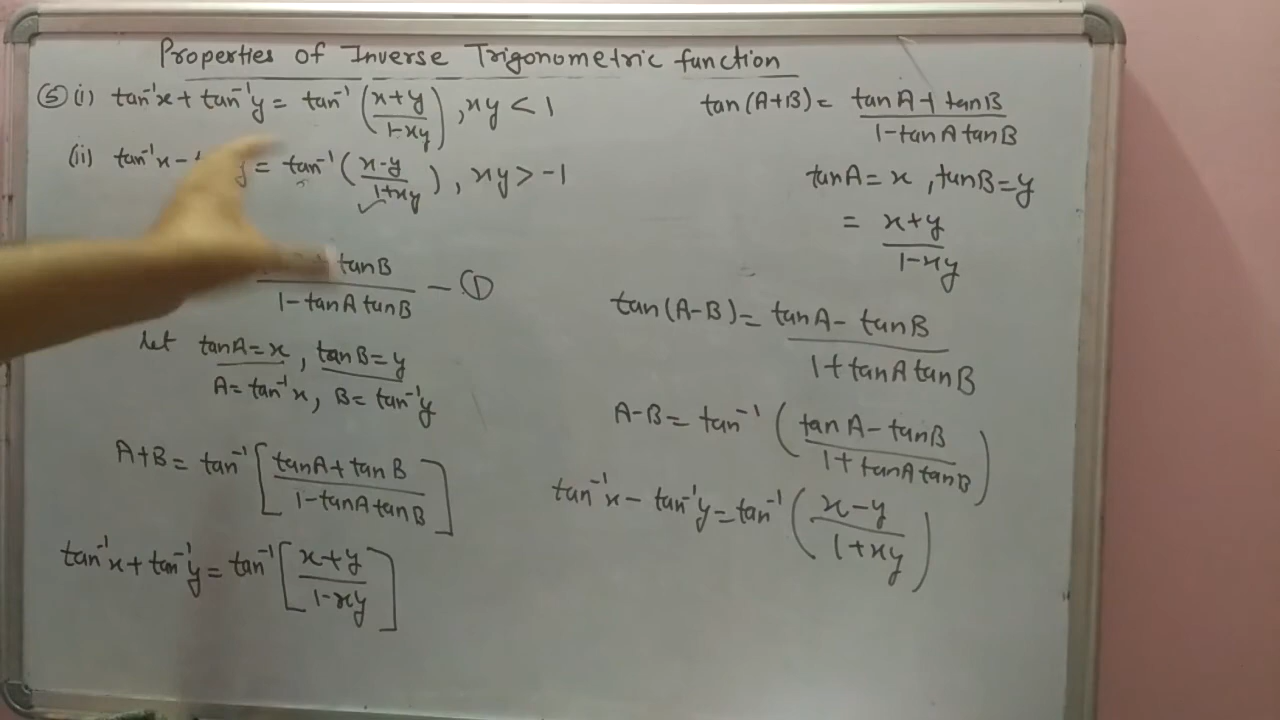 Properties of Inverse Trigonometric function
⑤ (i) tan⁻¹x + tan⁻¹y = tan⁻¹ (x+y / 1-xy), xy < 1
(ii) tan⁻¹x - y = tan⁻¹ (x-y / 1+xy), xy > -1
tanB / 1-tanA tanB — ①
let tanA = x, tanB = y
A = tan⁻¹x, B = tan⁻¹y
A+B = tan⁻¹ [tanA + tanB / 1-tanA tanB]
tan⁻¹x + tan⁻¹y = tan⁻¹ [x+y / 1-xy]
tan(A+B) = tanA + tanB / 1-tanA tanB
tanA = x, tanB = y
= x+y / 1-xy
tan(A-B) = tanA - tanB / 1+tanA tanB
A-B = tan⁻¹ (tanA - tanB / 1+tanA tanB)
tan⁻¹x - tan⁻¹y = tan⁻¹ (x-y / 1+xy)